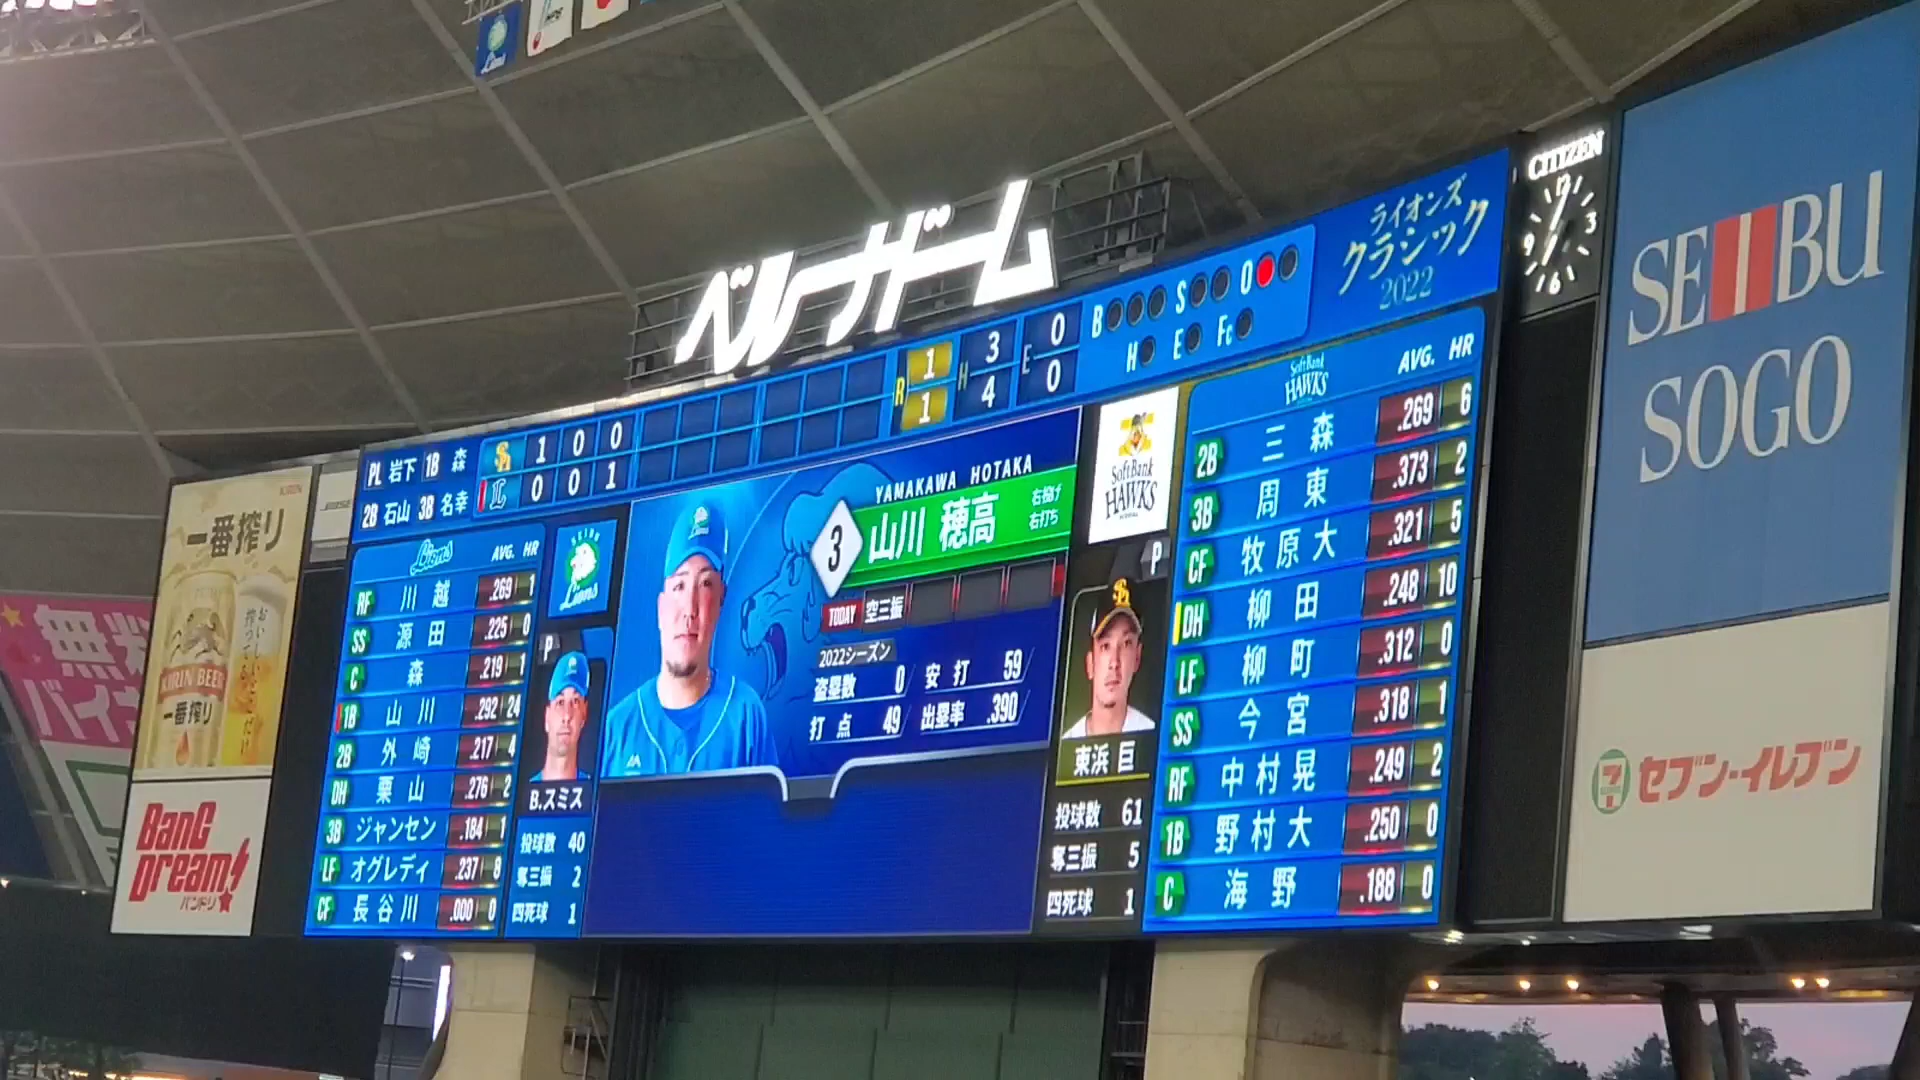 ベルーナドーム
CITIZEN
12
3
6
9
ライオンズ
クラシック
2022
SEIBU
SOGO
セブン-イレブン
KIRIN
一番搾り
KIRIN BEER
一番搾り
無料
BanG
Dream!
バンドリ
PL 岩下 1B 森
2B 石山 3B 名幸
1 0 0
0 0 1
R 1 H 3 E 0
1 4 0
B S O
H E Fc
Lions AVG. HR
RF 川越 .269 1
SS 源田 .225 0
C 森 .219 1
1B 山川 .292 24
2B 外崎 .217 4
DH 栗山 .276 2
3B ジャンセン .184 1
LF オグレディ .237 8
CF 長谷川 .000 0
SEIBU
Lions
P
B.スミス
投球数 40
奪三振 2
四死球 1
YAMAKAWA HOTAKA
3 山川 穂高
右投げ
右打ち
TODAY 空三振
2022シーズン
盗塁数 0 安打 59
打点 49 出塁率 .390
SoftBank
HAWKS
P
東浜 巨
投球数 61
奪三振 5
四死球 1
SoftBank
HAWKS
AVG. HR
2B 三森 .269 6
3B 周東 .373 2
CF 牧原大 .321 5
DH 柳田 .248 10
LF 柳町 .312 0
SS 今宮 .318 1
RF 中村晃 .249 2
1B 野村大 .250 0
C 海野 .188 0